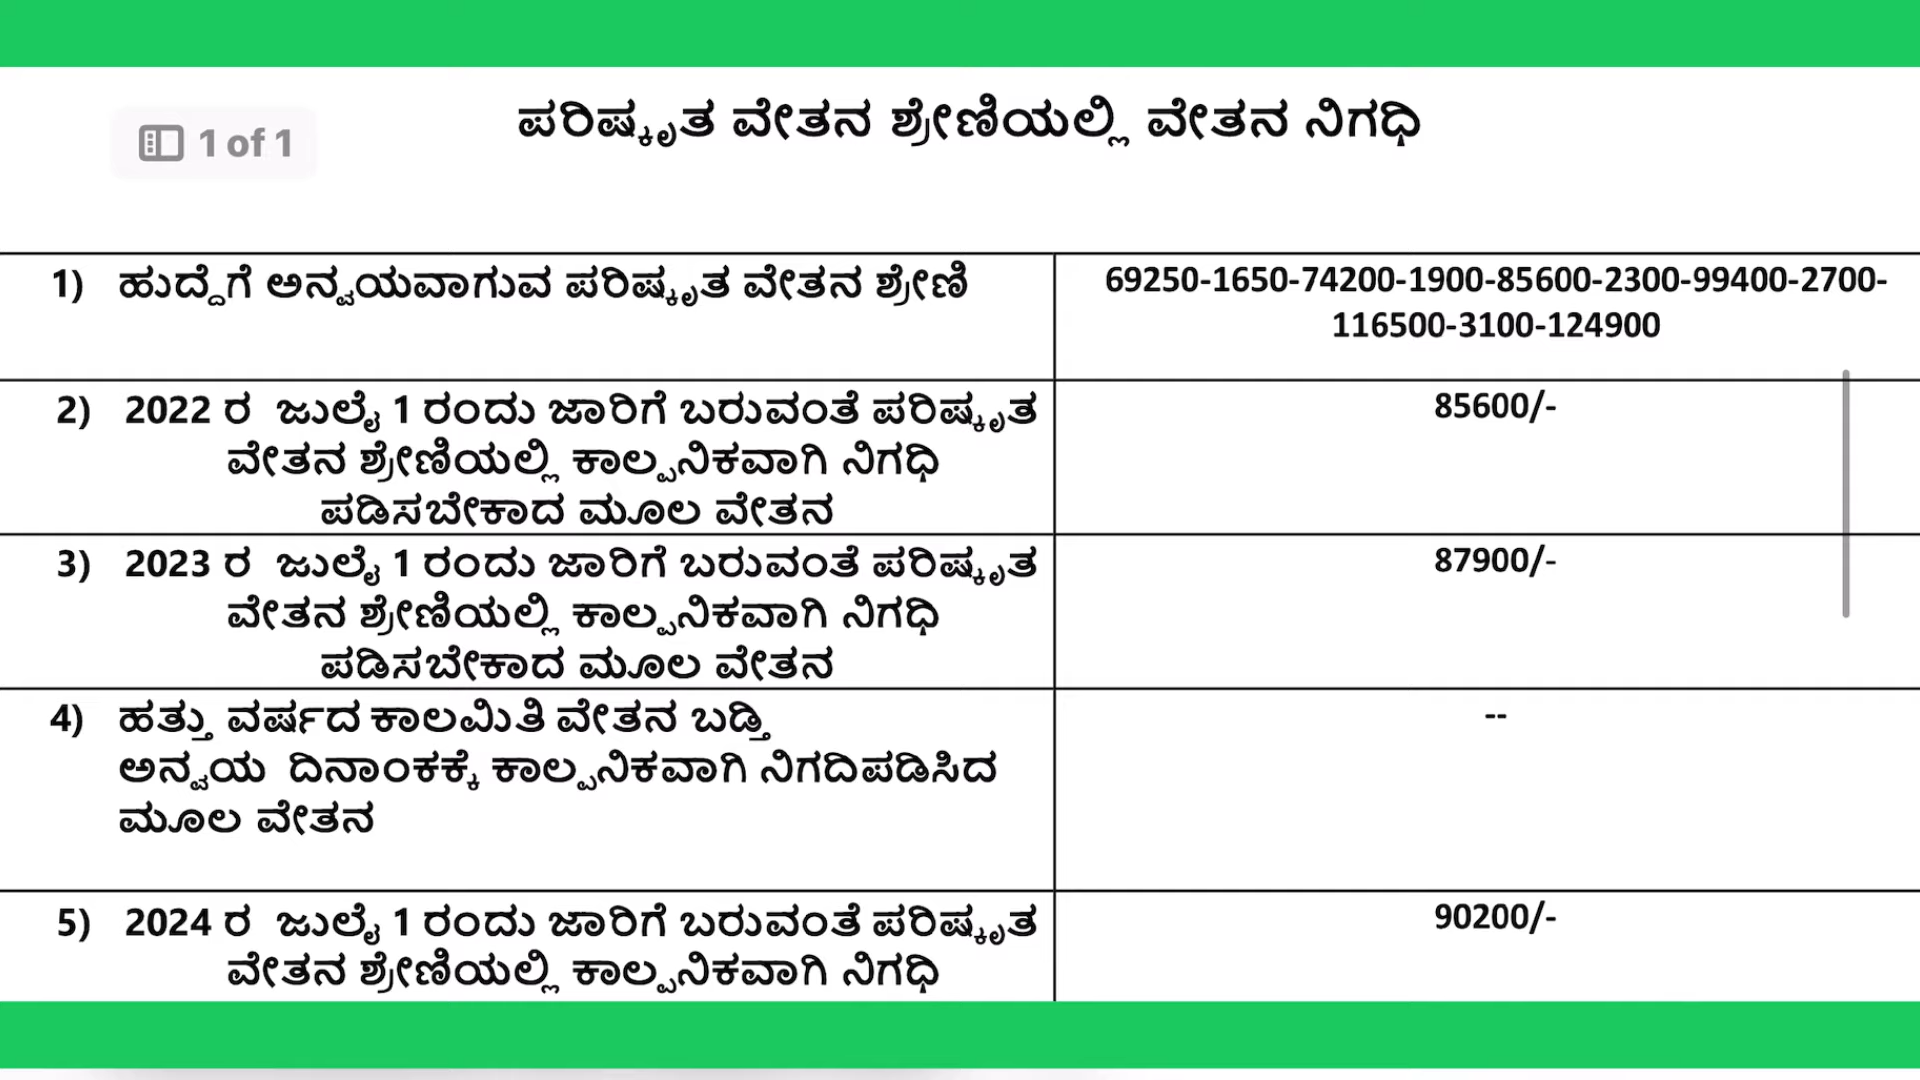 1 of 1
ಪರಿಷ್ಕೃತ ವೇತನ ಶ್ರೇಣಿಯಲ್ಲಿ ವೇತನ ನಿಗಧಿ
1) ಹುದ್ದೆಗೆ ಅನ್ವಯವಾಗುವ ಪರಿಷ್ಕೃತ ವೇತನ ಶ್ರೇಣಿ
69250-1650-74200-1900-85600-2300-99400-2700-
116500-3100-124900
2) 2022 ರ ಜುಲೈ 1 ರಂದು ಜಾರಿಗೆ ಬರುವಂತೆ ಪರಿಷ್ಕೃತ
ವೇತನ ಶ್ರೇಣಿಯಲ್ಲಿ ಕಾಲ್ಪನಿಕವಾಗಿ ನಿಗಧಿ
ಪಡಿಸಬೇಕಾದ ಮೂಲ ವೇತನ
85600/-
3) 2023 ರ ಜುಲೈ 1 ರಂದು ಜಾರಿಗೆ ಬರುವಂತೆ ಪರಿಷ್ಕೃತ
ವೇತನ ಶ್ರೇಣಿಯಲ್ಲಿ ಕಾಲ್ಪನಿಕವಾಗಿ ನಿಗಧಿ
ಪಡಿಸಬೇಕಾದ ಮೂಲ ವೇತನ
87900/-
4) ಹತ್ತು ವರ್ಷದ ಕಾಲಮಿತಿ ವೇತನ ಬಡ್ತಿ
ಅನ್ವಯ ದಿನಾಂಕಕ್ಕೆ ಕಾಲ್ಪನಿಕವಾಗಿ ನಿಗದಿಪಡಿಸಿದ
ಮೂಲ ವೇತನ
--
5) 2024 ರ ಜುಲೈ 1 ರಂದು ಜಾರಿಗೆ ಬರುವಂತೆ ಪರಿಷ್ಕೃತ
ವೇತನ ಶ್ರೇಣಿಯಲ್ಲಿ ಕಾಲ್ಪನಿಕವಾಗಿ ನಿಗಧಿ
90200/-